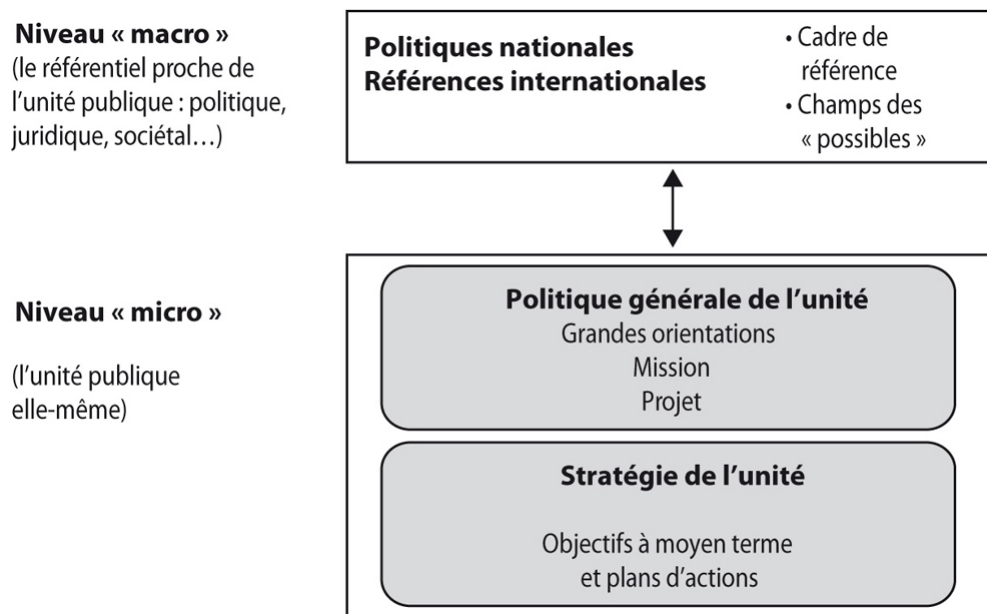 Niveau « macro »
(le référentiel proche de
l’unité publique : politique,
juridique, sociétal…)
Politiques nationales
Références internationales
• Cadre de
référence
• Champs des
« possibles »
Niveau « micro »
(l’unité publique
elle-même)
Politique générale de l’unité
Grandes orientations
Mission
Projet
Stratégie de l’unité
Objectifs à moyen terme
et plans d’actions